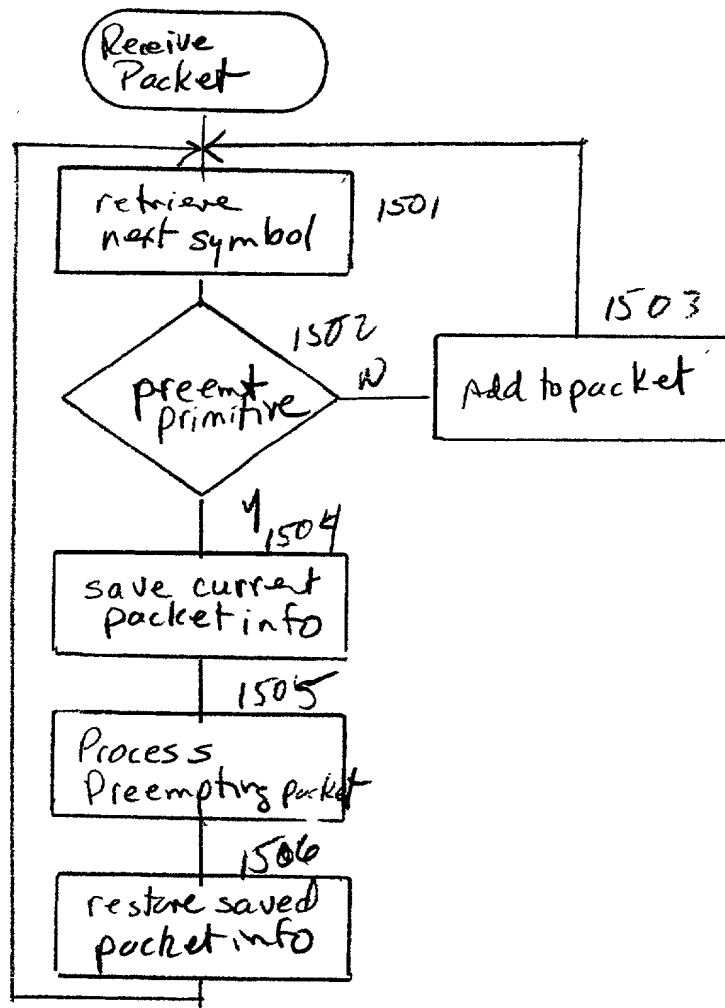 Receive
Packet
retrieve
next symbol
1501
1502
preemt
primitive
N
1503
Add to packet
Y
1504
save current
packet info
1505
Process
Preempting packet
1506
restore saved
packet info